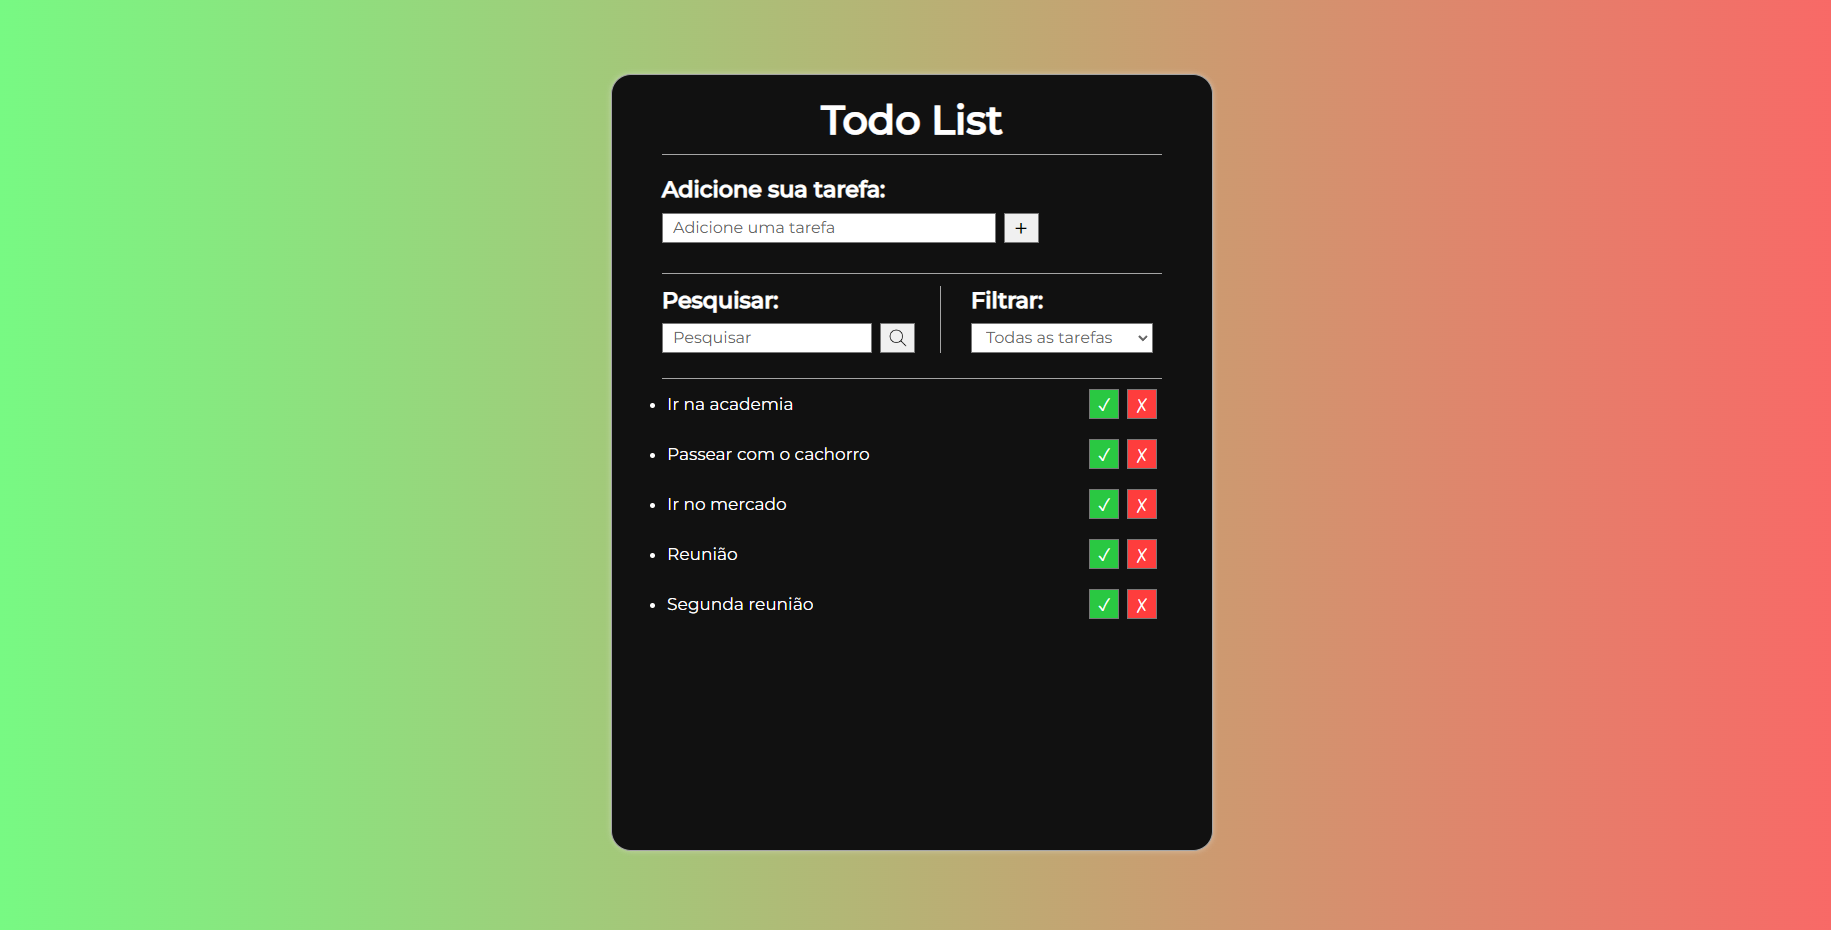 Todo List
Adicione sua tarefa:
Adicione uma tarefa +
Pesquisar: Filtrar:
Pesquisar Todas as tarefas
• Ir na academia ✓ ✗
• Passear com o cachorro ✓ ✗
• Ir no mercado ✓ ✗
• Reunião ✓ ✗
• Segunda reunião ✓ ✗